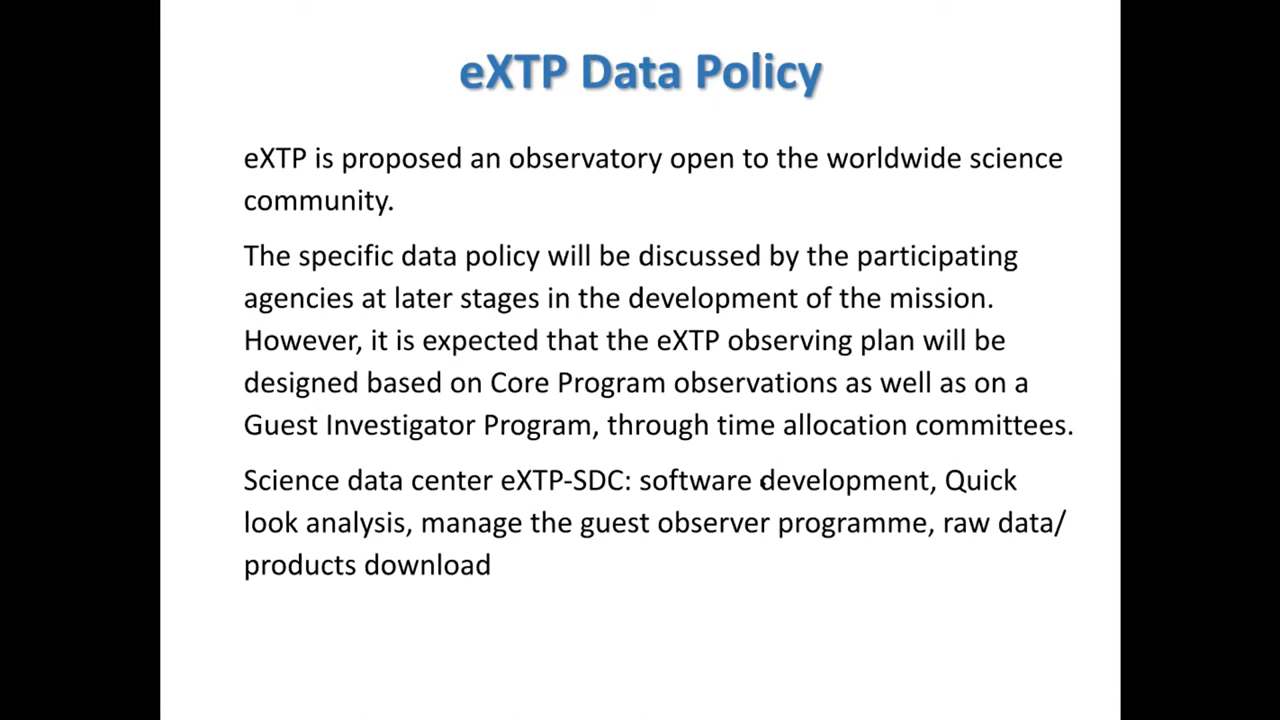 eXTP Data Policy
eXTP is proposed an observatory open to the worldwide science
community.
The specific data policy will be discussed by the participating
agencies at later stages in the development of the mission.
However, it is expected that the eXTP observing plan will be
designed based on Core Program observations as well as on a
Guest Investigator Program, through time allocation committees.
Science data center eXTP-SDC: software development, Quick
look analysis, manage the guest observer programme, raw data/
products download